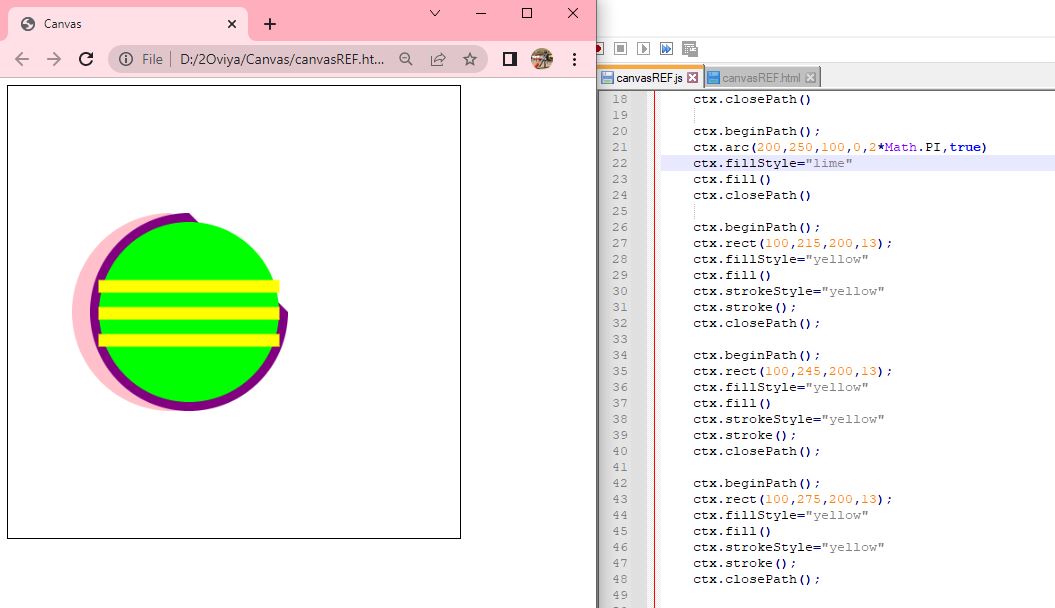 Canvas
File D:/2Oviya/Canvas/canvasREF.ht...
canvasREF.js canvasREF.html
18 ctx.closePath()
19
20 ctx.beginPath();
21 ctx.arc(200,250,100,0,2*Math.PI,true)
22 ctx.fillStyle="lime"
23 ctx.fill()
24 ctx.closePath()
25
26 ctx.beginPath();
27 ctx.rect(100,215,200,13);
28 ctx.fillStyle="yellow"
29 ctx.fill()
30 ctx.strokeStyle="yellow"
31 ctx.stroke();
32 ctx.closePath();
33
34 ctx.beginPath();
35 ctx.rect(100,245,200,13);
36 ctx.fillStyle="yellow"
37 ctx.fill()
38 ctx.strokeStyle="yellow"
39 ctx.stroke();
40 ctx.closePath();
41
42 ctx.beginPath();
43 ctx.rect(100,275,200,13);
44 ctx.fillStyle="yellow"
45 ctx.fill()
46 ctx.strokeStyle="yellow"
47 ctx.stroke();
48 ctx.closePath();
49